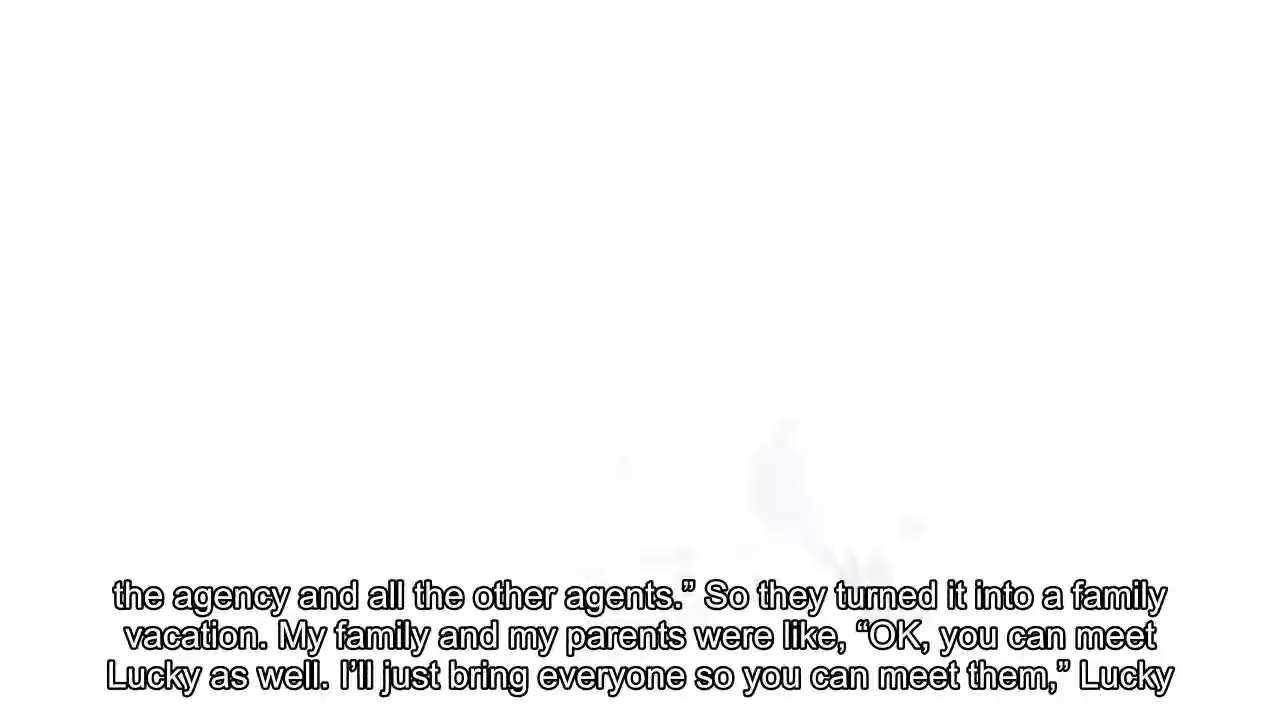 the agency and all the other agents.” So they turned it into a family
vacation. My family and my parents were like, “OK, you can meet
Lucky as well. I’ll just bring everyone so you can meet them,” Lucky